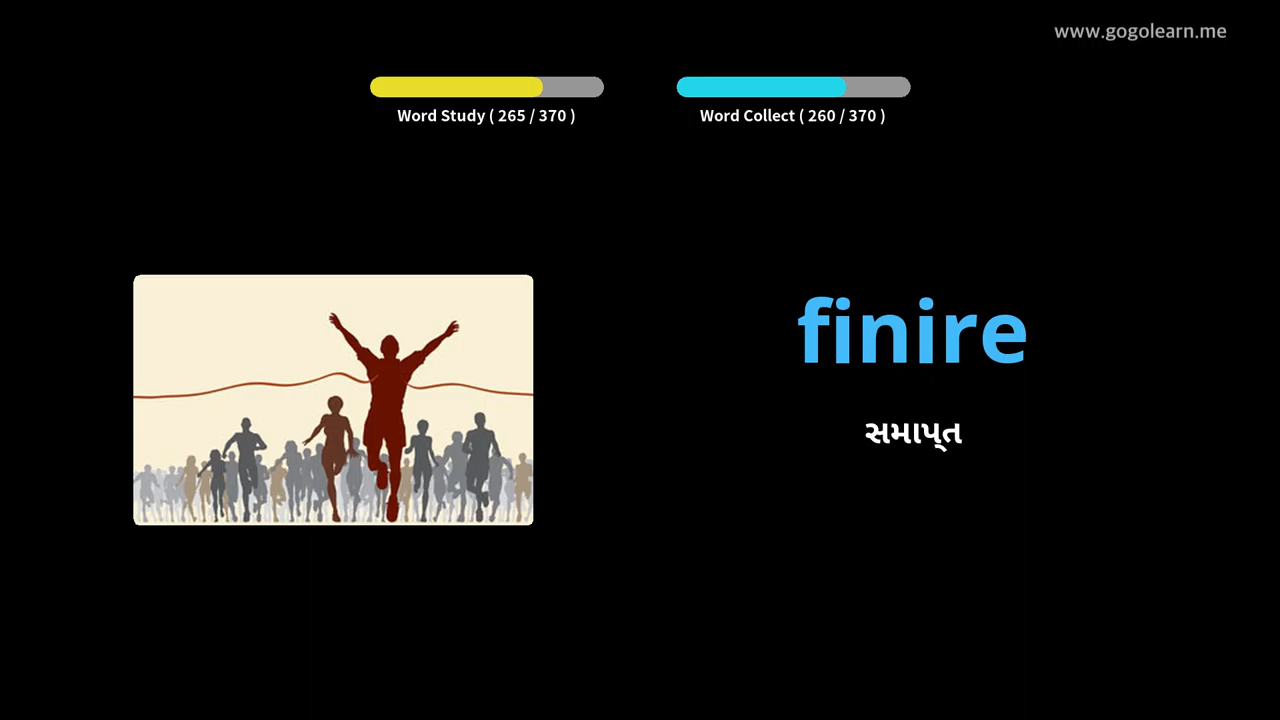 www.gogolearn.me
Word Study ( 265 / 370 )
Word Collect ( 260 / 370 )
finire
સમાપ્ત